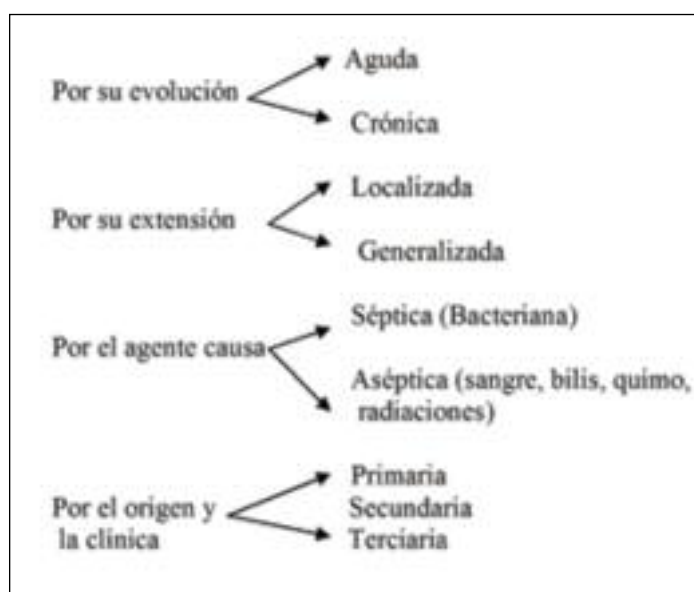 Por su evolución
Aguda
Crónica
Por su extensión
Localizada
Generalizada
Por el agente causa
Séptica (Bacteriana)
Aséptica (sangre, bilis, quimo,
radiaciones)
Por el origen y
la clínica
Primaria
Secundaria
Terciaria